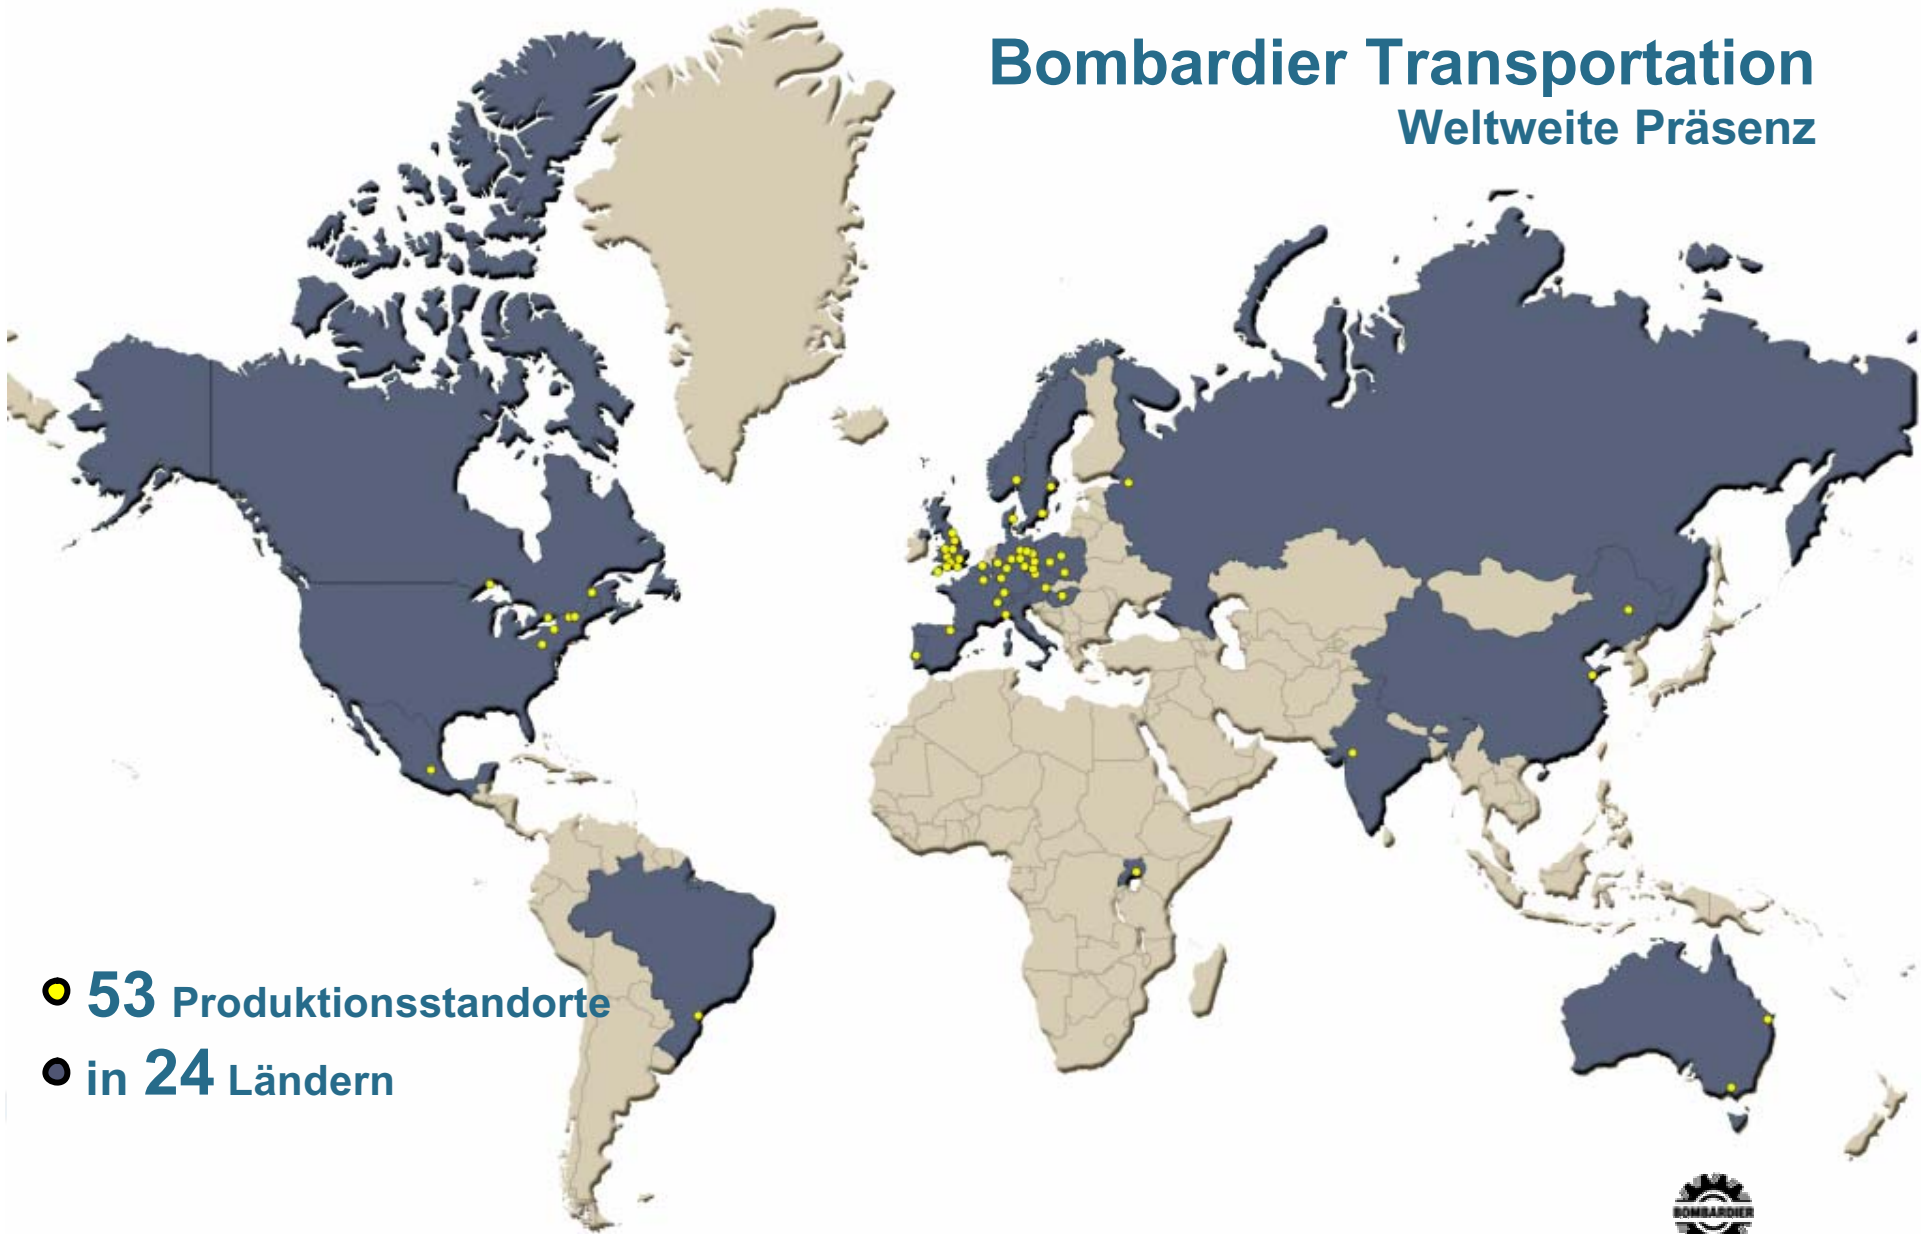 Bombardier Transportation
Weltweite Präsenz
53 Produktionsstandorte
in 24 Ländern
BOMBARDIER